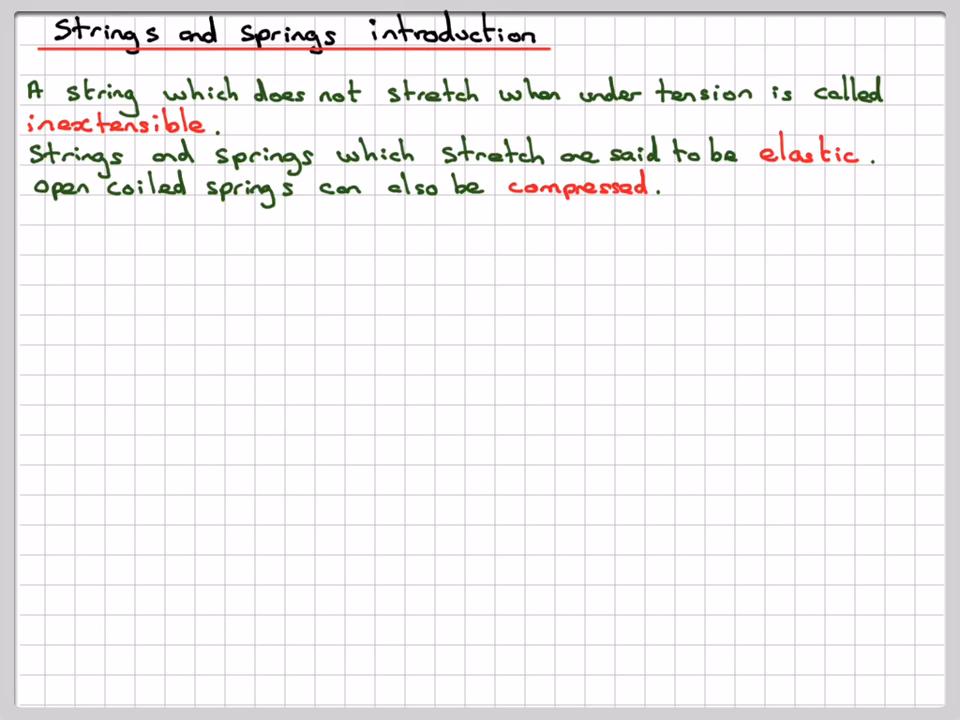 Strings and springs introduction
A string which does not stretch when under tension is called
inextensible.
Strings and springs which stretch are said to be elastic.
open coiled springs can also be compressed.